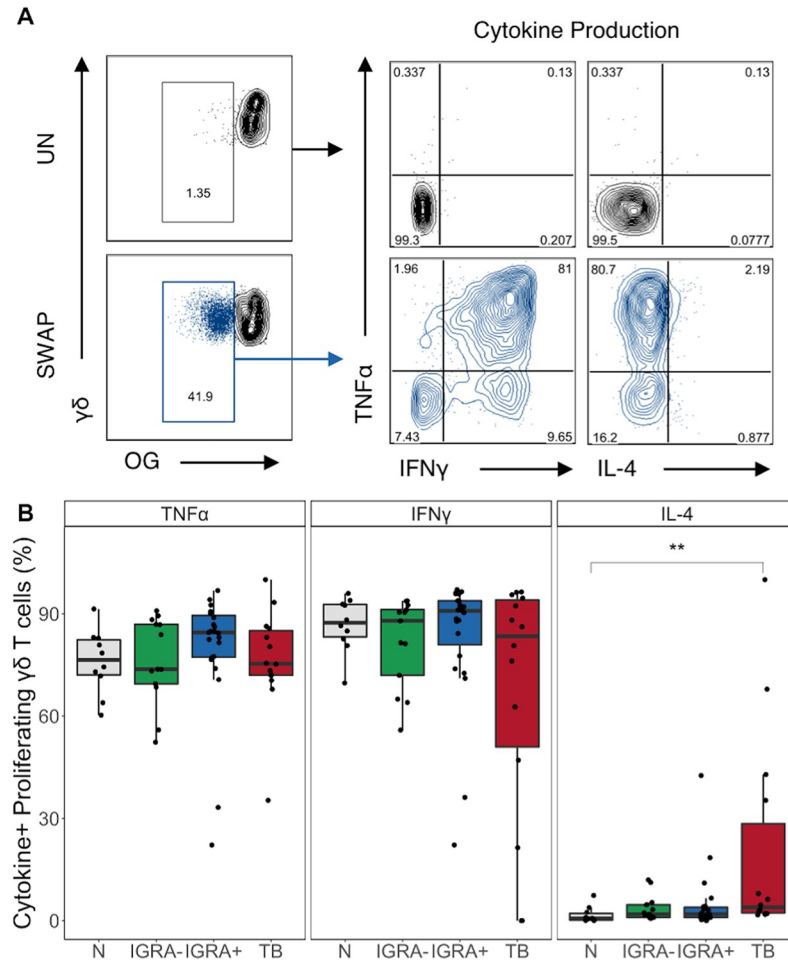 A
Cytokine Production
UN
1.35
0.337 0.13
99.3 0.207
0.337 0.13
99.5 0.0777
SWAP
41.9
1.96 81
7.43 9.65
80.7 2.19
16.2 0.877
γδ
OG
TNFα
IFNγ
IL-4
B
TNFα IFNγ IL-4
Cytokine+ Proliferating γδ T cells (%)
90
60
30
0
**
N IGRA- IGRA+ TB
N IGRA- IGRA+ TB
N IGRA- IGRA+ TB